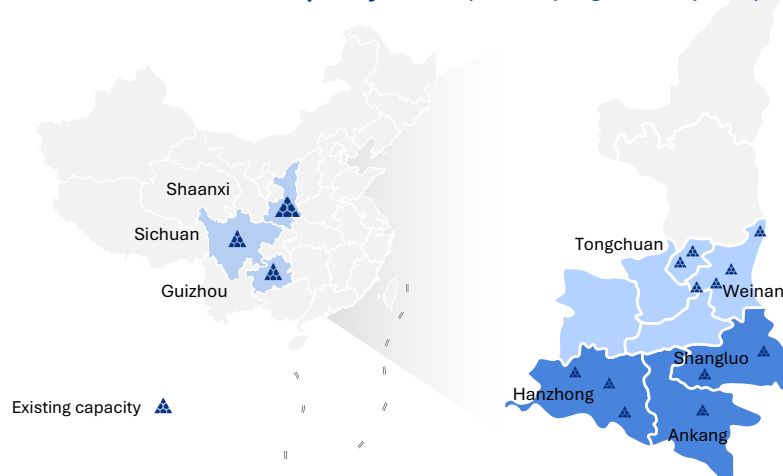 Shaanxi
Sichuan
Guizhou
Existing capacity
Tongchuan
Weinan
Shangluo
Hanzhong
Ankang